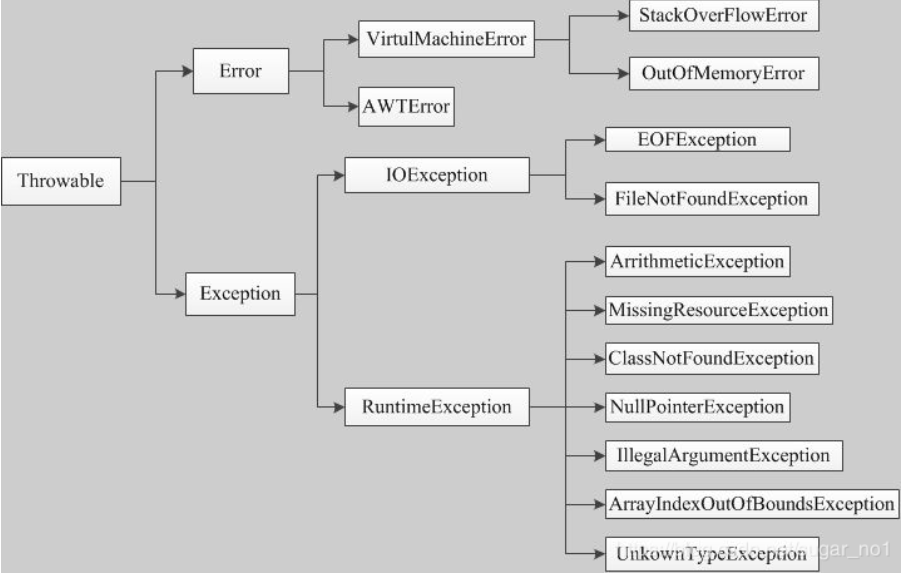 Throwable
Error
VirtulMachineError
StackOverFlowError
OutOfMemoryError
AWTError
Exception
IOException
EOFException
FileNotFoundException
RuntimeException
ArrithmeticException
MissingResourceException
ClassNotFoundException
NullPointerException
IllegalArgumentException
ArrayIndexOutOfBoundsException
UnkownTypeException